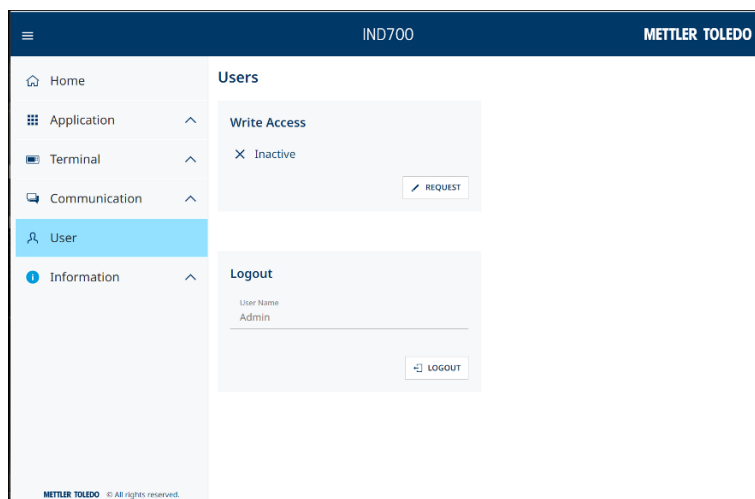 IND700
METTLER TOLEDO
Home
Application
Terminal
Communication
User
Information
METTLER TOLEDO © All rights reserved.
Users
Write Access
Inactive
REQUEST
Logout
User Name
Admin
LOGOUT